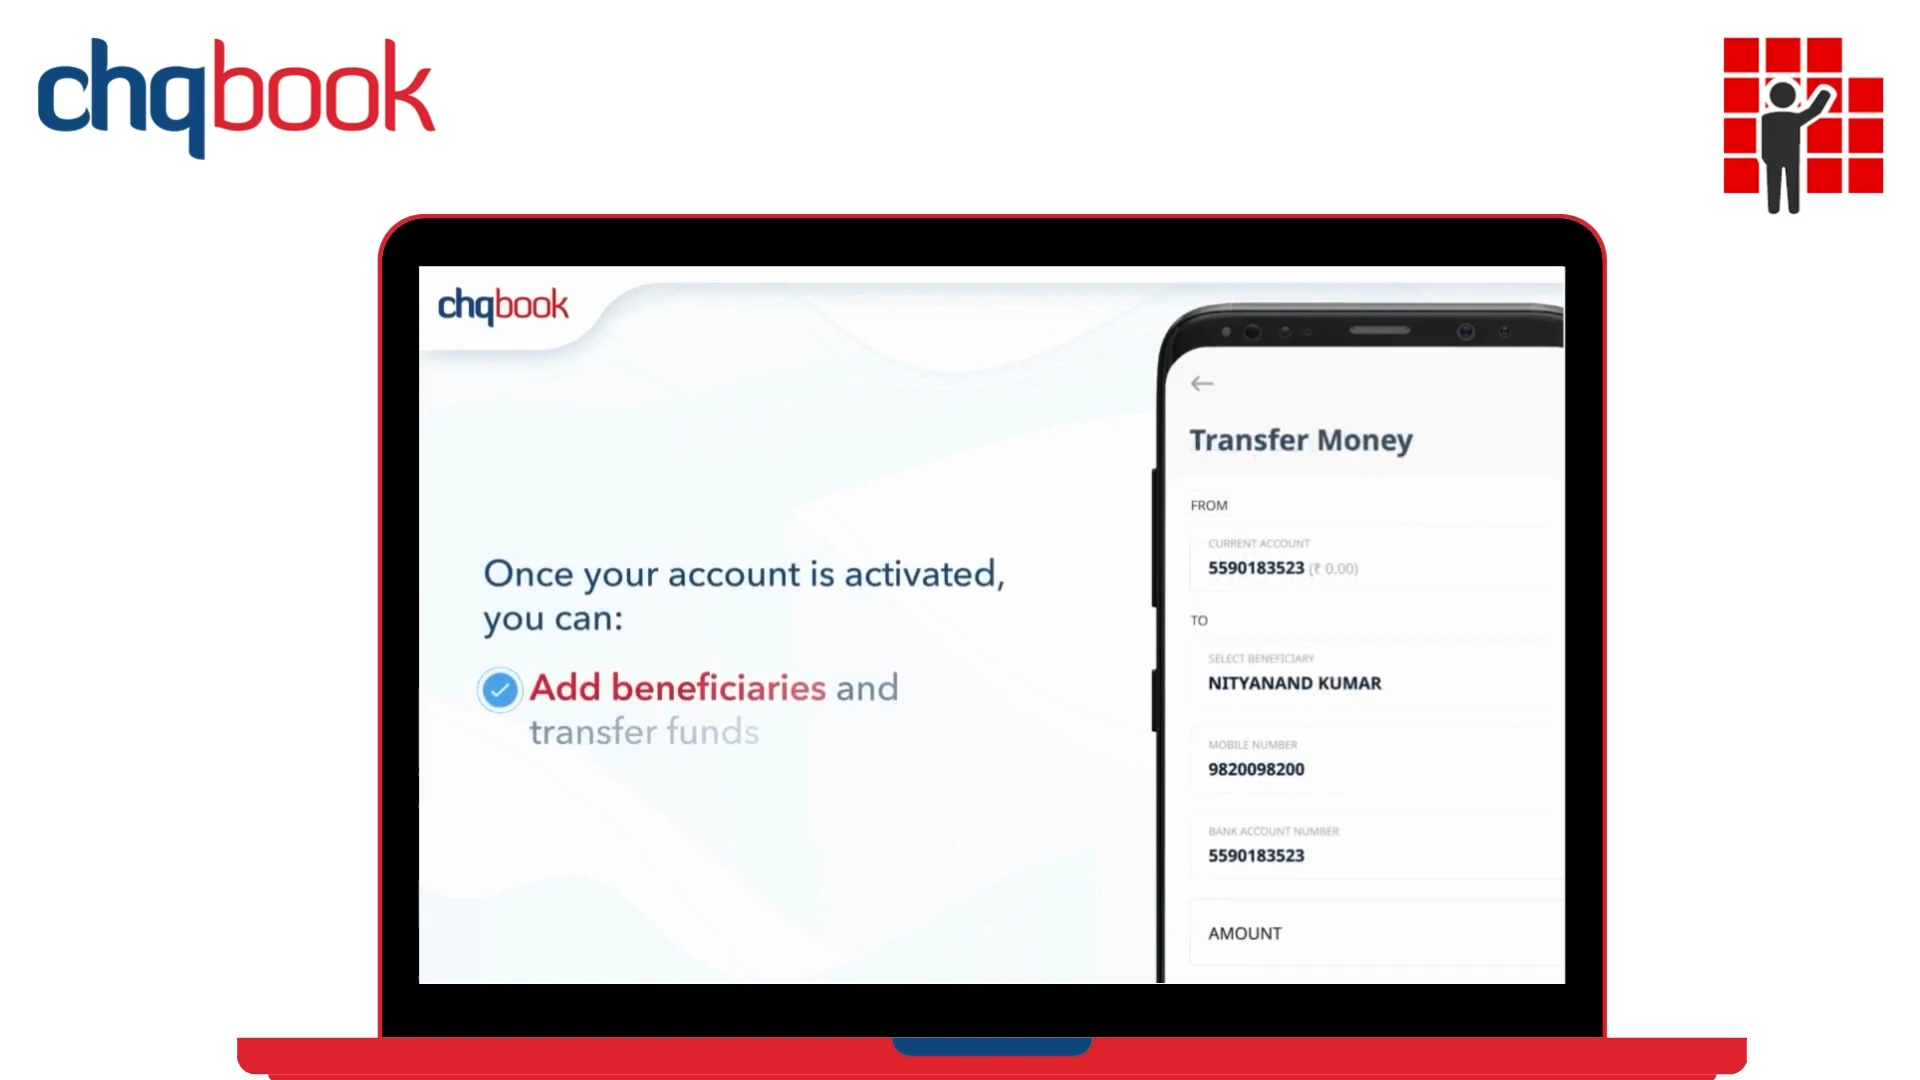 chqbook
chqbook
Once your account is activated,
you can:
Add beneficiaries and
transfer funds
Transfer Money
FROM
CURRENT ACCOUNT
5590183523 (₹ 0.00)
TO
SELECT BENEFICIARY
NITYANAND KUMAR
MOBILE NUMBER
9820098200
BANK ACCOUNT NUMBER
5590183523
AMOUNT